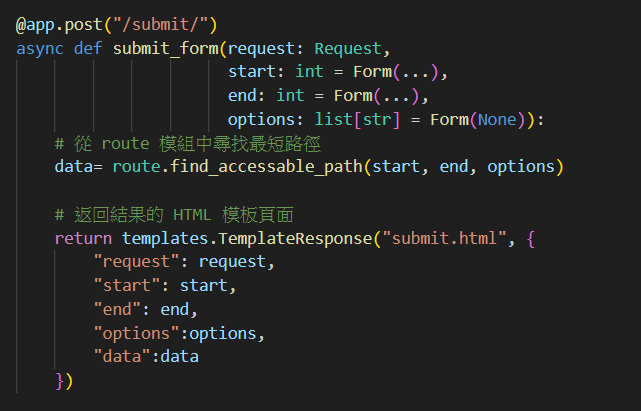 @app.post("/submit/")
async def submit_form(request: Request,
                      start: int = Form(...),
                      end: int = Form(...),
                      options: list[str] = Form(None)):
    # 從 route 模組中尋找最短路徑
    data= route.find_accessable_path(start, end, options)

    # 返回結果的 HTML 模板頁面
    return templates.TemplateResponse("submit.html", {
        "request": request,
        "start": start,
        "end": end,
        "options":options,
        "data":data
    })